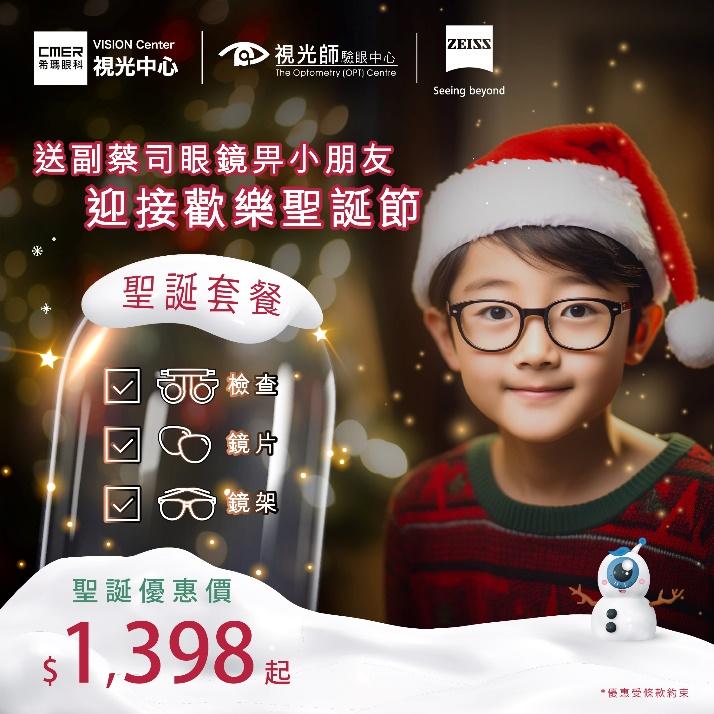 CMER
希瑪眼科
VISION Center
視光中心
視光師驗眼中心
The Optometry (OPT) Centre
ZEISS
Seeing beyond
送副蔡司眼鏡畀小朋友
迎接歡樂聖誕節
聖誕套餐
檢查
鏡片
鏡架
聖誕優惠價
$1,398起
*優惠受條款約束